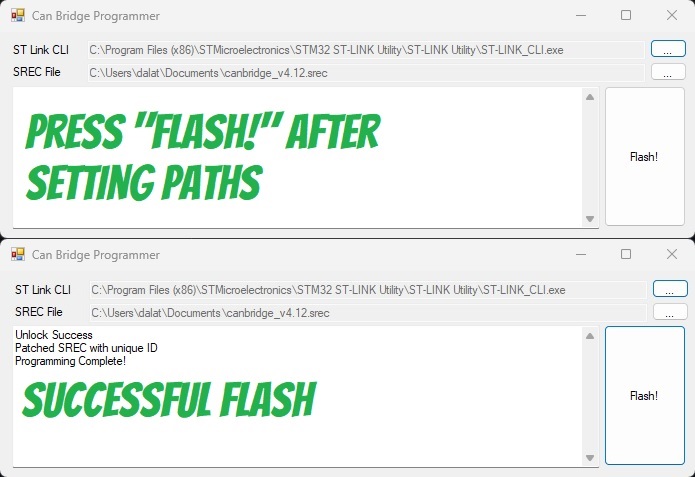 Can Bridge Programmer
ST Link CLI C:\Program Files (x86)\STMicroelectronics\STM32 ST-LINK Utility\ST-LINK Utility\ST-LINK_CLI.exe ...
SREC File C:\Users\dalat\Documents\canbridge_v4.12.srec ...
PRESS "FLASH!" AFTER
SETTING PATHS
Flash!
Can Bridge Programmer
ST Link CLI C:\Program Files (x86)\STMicroelectronics\STM32 ST-LINK Utility\ST-LINK Utility\ST-LINK_CLI.exe ...
SREC File C:\Users\dalat\Documents\canbridge_v4.12.srec ...
Unlock Success
Patched SREC with unique ID
Programming Complete!
SUCCESSFUL FLASH
Flash!